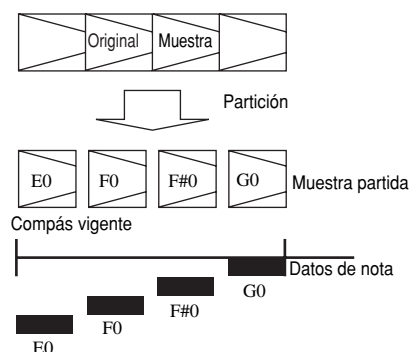 Original Muestra
Partición
E0 F0 F#0 G0 Muestra partida
Compás vigente
Datos de nota
G0
F#0
F0
E0